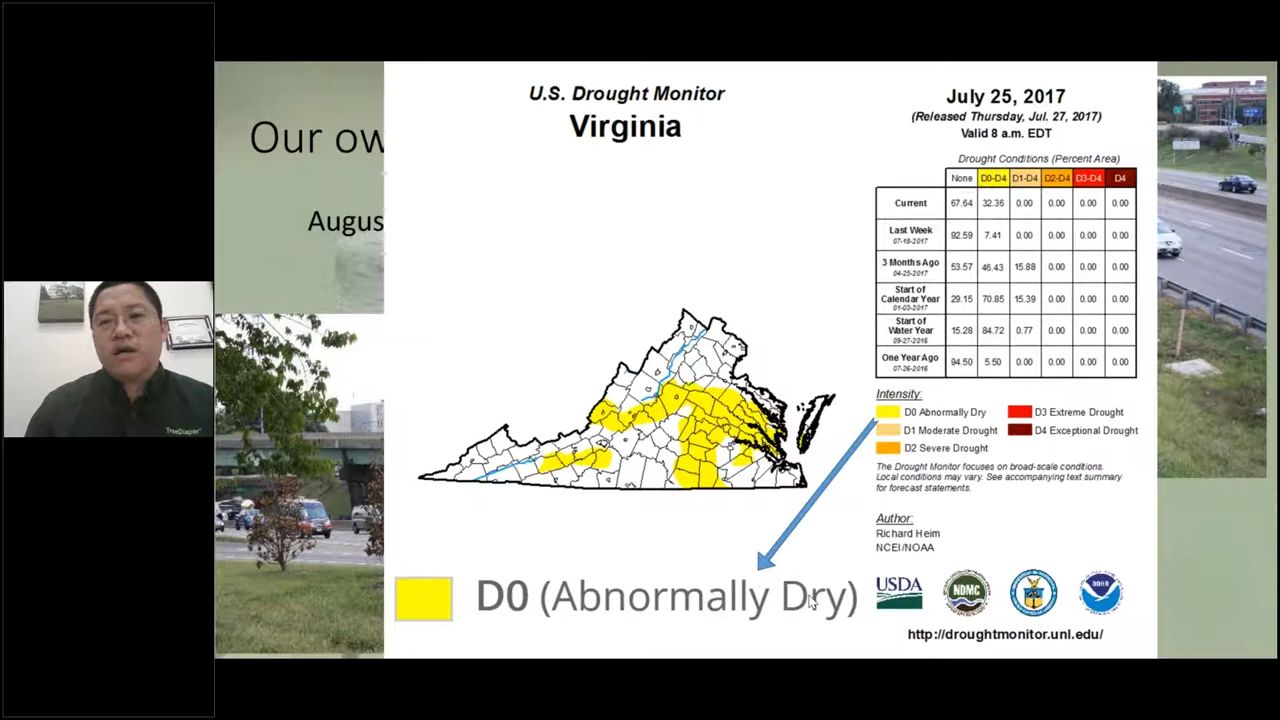 Our ow
Augus
U.S. Drought Monitor
Virginia
July 25, 2017
(Released Thursday, Jul. 27, 2017)
Valid 8 a.m. EDT
Drought Conditions (Percent Area)
None D0-D4 D1-D4 D2-D4 D3-D4 D4
Current 67.64 32.36 0.00 0.00 0.00 0.00
Last Week 92.59 7.41 0.00 0.00 0.00 0.00
07-18-2017
3 Months Ago 53.57 46.43 15.88 0.00 0.00 0.00
04-25-2017
Start of
Calendar Year 29.15 70.85 15.39 0.00 0.00 0.00
01-03-2017
Start of
Water Year 15.28 84.72 0.77 0.00 0.00 0.00
09-27-2016
One Year Ago 94.50 5.50 0.00 0.00 0.00 0.00
07-26-2016
Intensity:
D0 Abnormally Dry D3 Extreme Drought
D1 Moderate Drought D4 Exceptional Drought
D2 Severe Drought
The Drought Monitor focuses on broad-scale conditions.
Local conditions may vary. See accompanying text summary
for forecast statements.
Author:
Richard Heim
NCEI/NOAA
USDA NDMC NOAA
http://droughtmonitor.unl.edu/
D0 (Abnormally Dry)
TreeDiaper